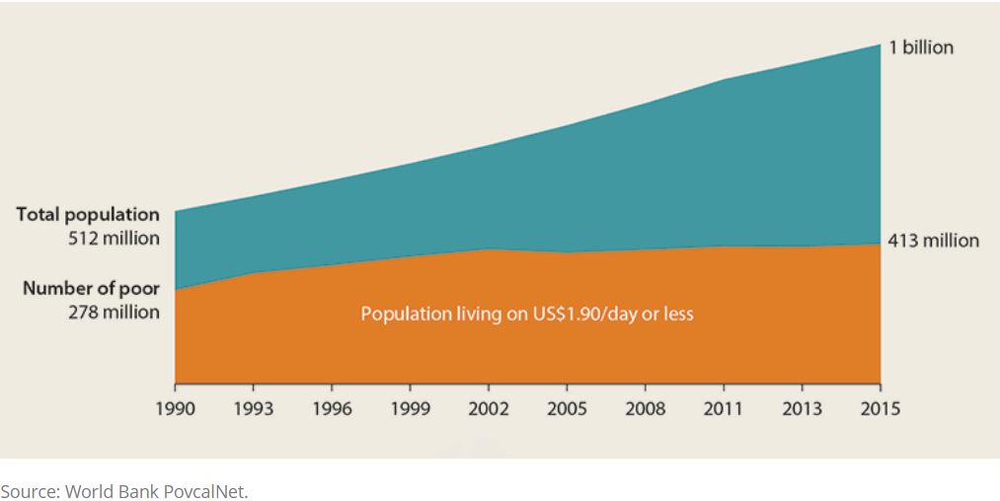 1 billion
Total population
512 million
413 million
Number of poor
278 million
Population living on US$1.90/day or less
1990 1993 1996 1999 2002 2005 2008 2011 2013 2015
Source: World Bank PovcalNet.